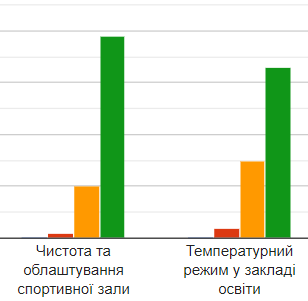 Чистота та
облаштування
спортивної зали
Температурний
режим у закладі
освіти